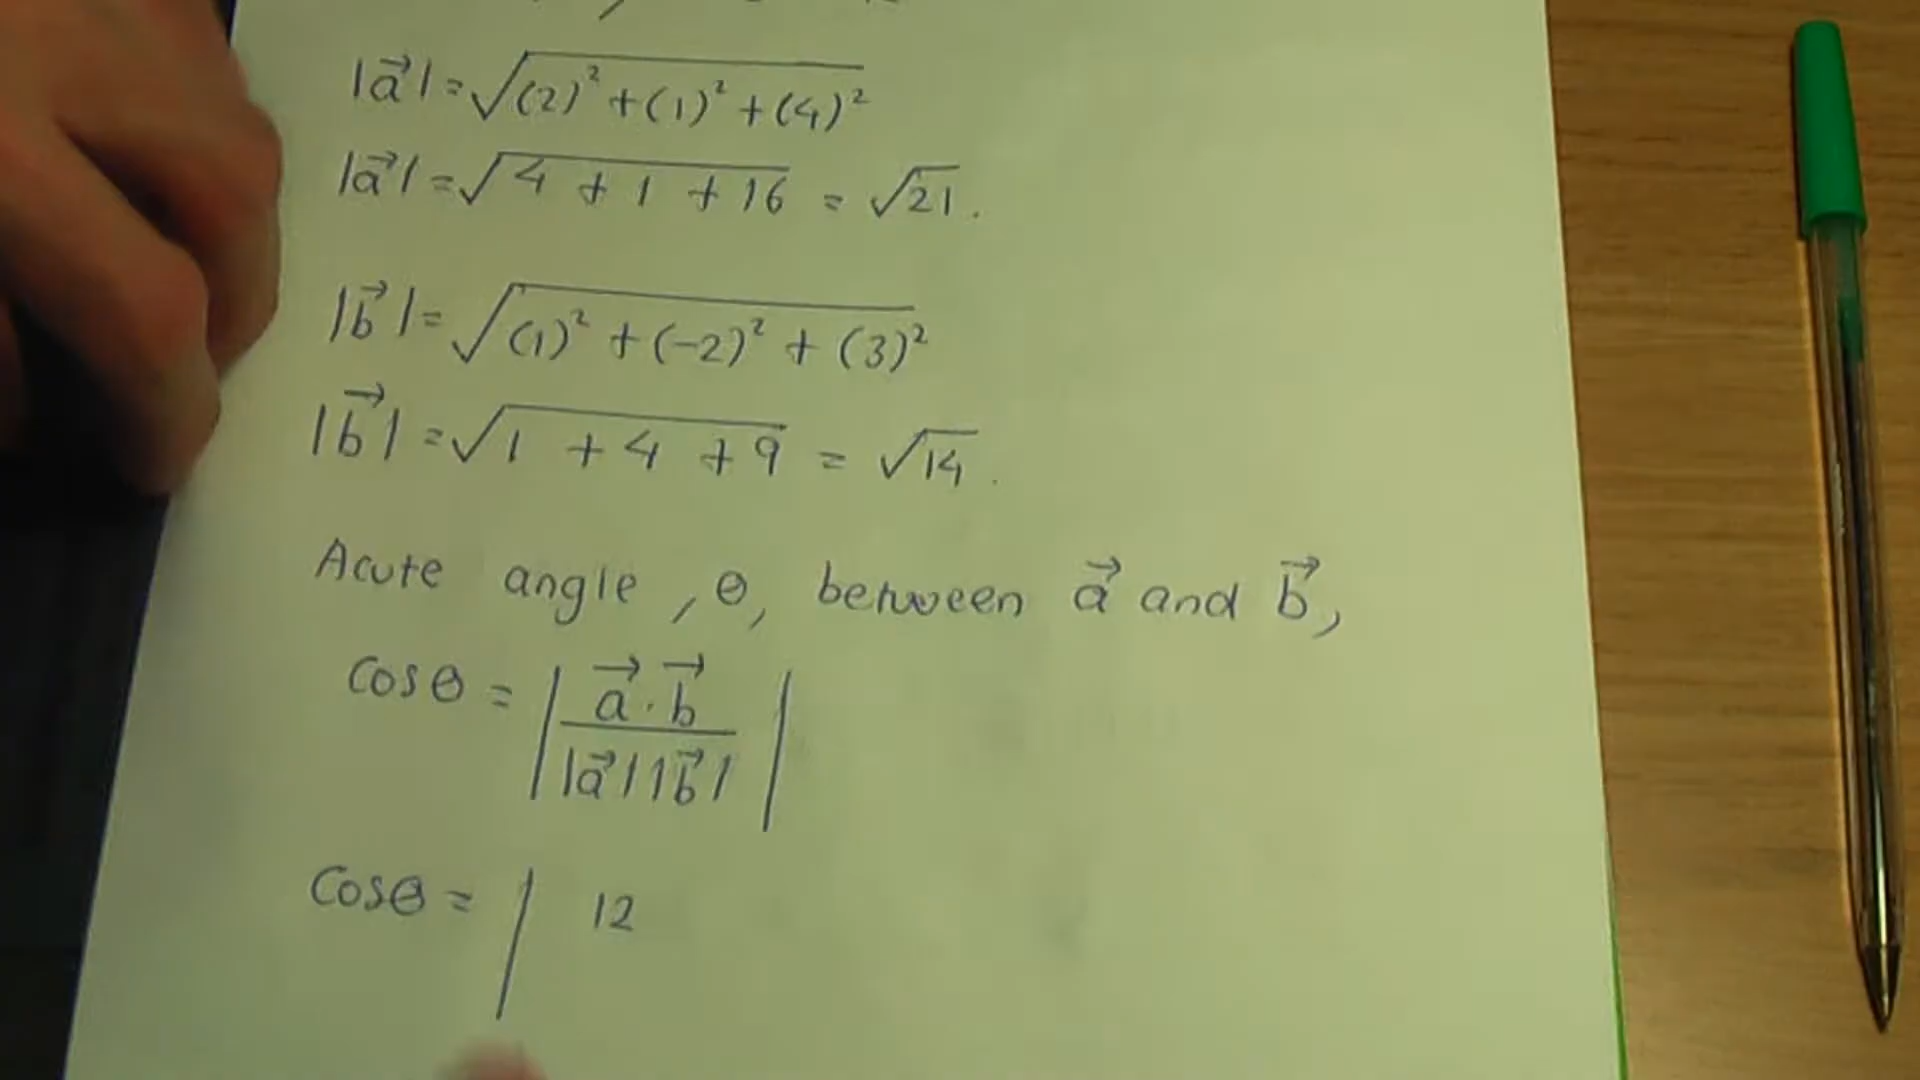 |a⃗| = √(2)² + (1)² + (4)²
|a⃗| = √4 + 1 + 16 = √21.
|b⃗| = √(1)² + (-2)² + (3)²
|b⃗| = √1 + 4 + 9 = √14.
Acute angle, θ, between a⃗ and b⃗,
Cosθ = | a⃗ · b⃗ / |a⃗| |b⃗| |
Cosθ = | 12